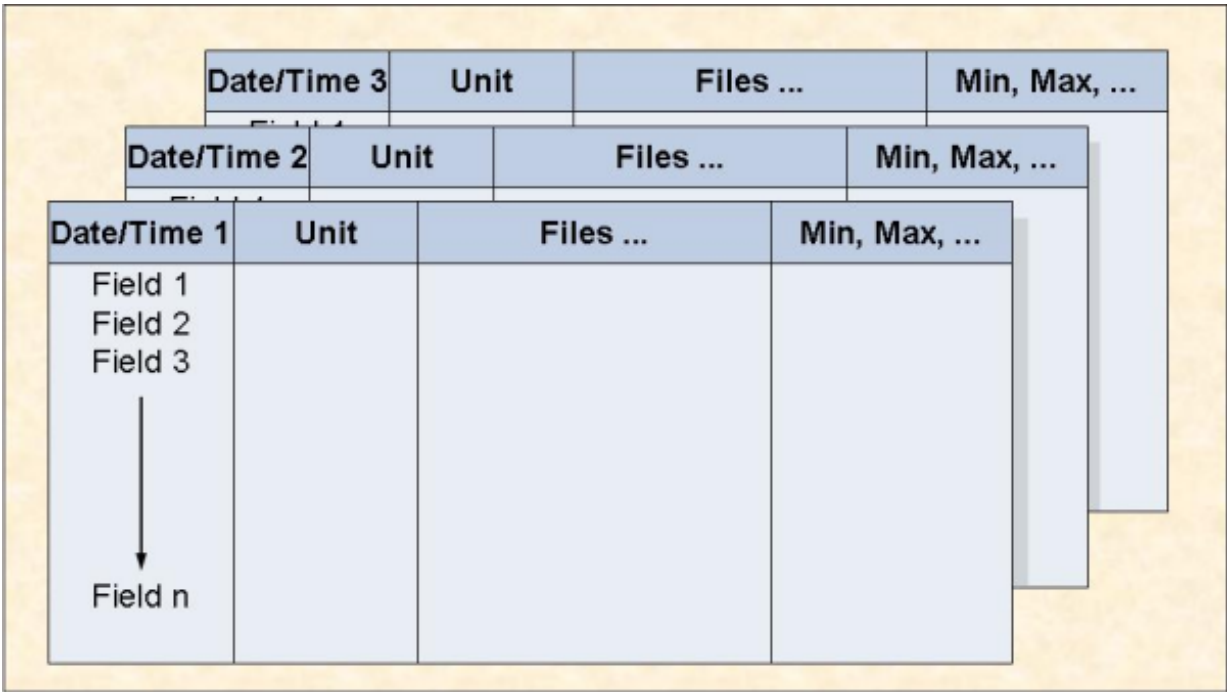 Date/Time 3 Unit Files ... Min, Max, ...
Date/Time 2 Unit Files ... Min, Max, ...
Date/Time 1 Unit Files ... Min, Max, ...
Field 1
Field 2
Field 3
Field n